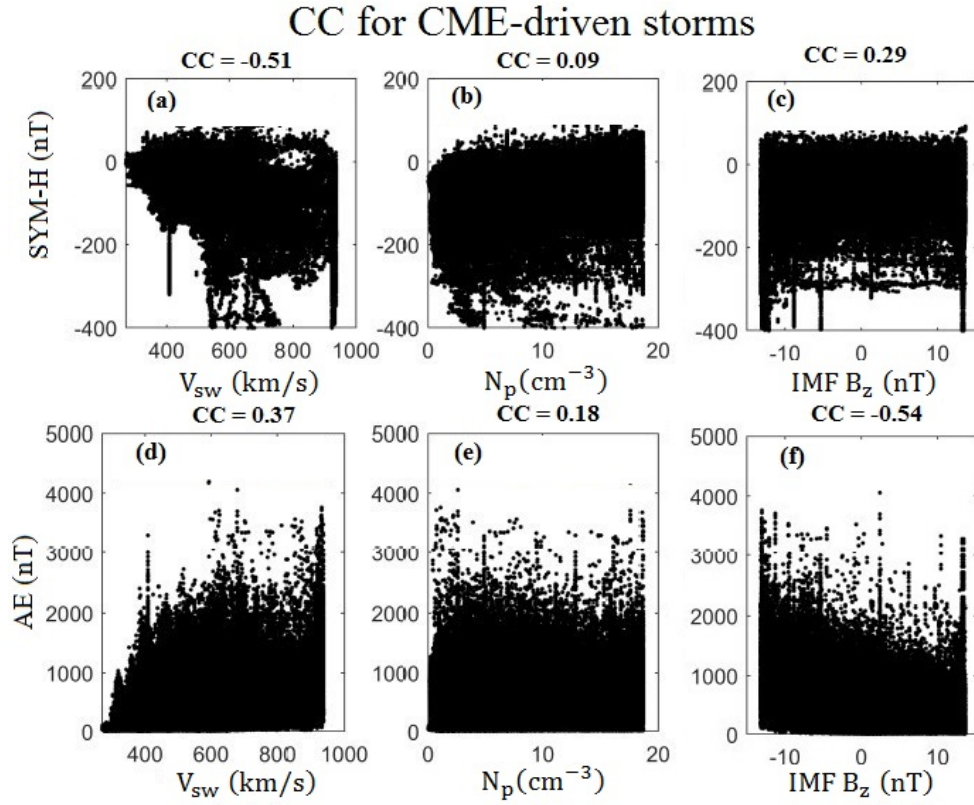 CC for CME-driven storms
CC = -0.51
CC = 0.09
CC = 0.29
200
0
-200
-400
SYM-H (nT)
(a)
400
600
800
1000
V_sw (km/s)
200
0
-200
-400
(b)
0
10
20
N_p(cm⁻³)
200
0
-200
-400
(c)
-10
0
10
IMF B_z (nT)
CC = 0.37
CC = 0.18
CC = -0.54
5000
4000
3000
2000
1000
0
AE (nT)
(d)
400
600
800
1000
V_sw (km/s)
5000
4000
3000
2000
1000
0
(e)
0
10
20
N_p(cm⁻³)
5000
4000
3000
2000
1000
0
(f)
-10
0
10
IMF B_z (nT)